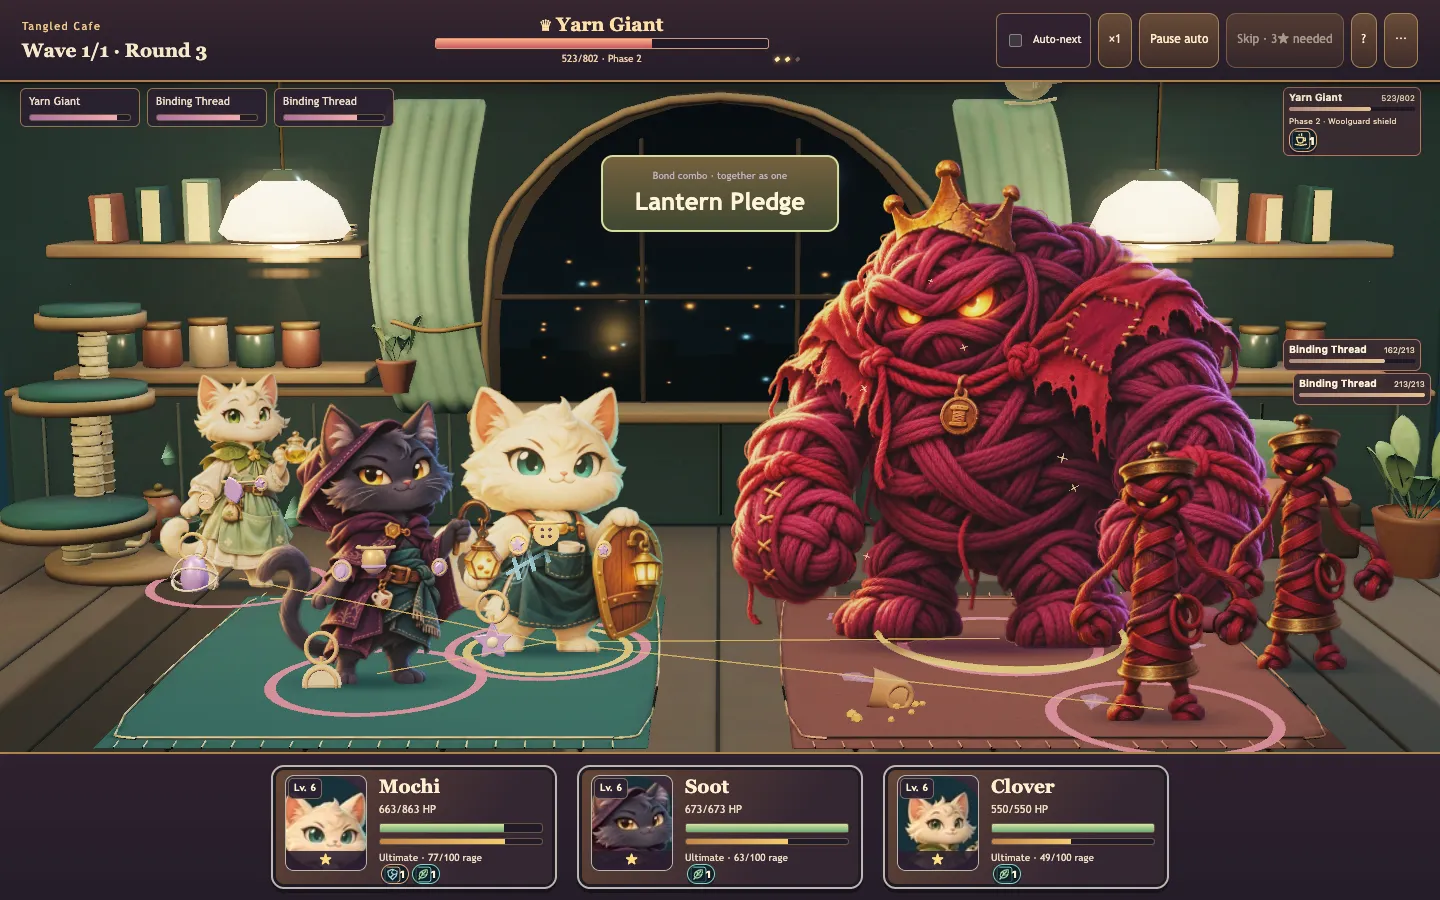 Tangled Cafe
Wave 1/1 · Round 3
Yarn Giant
523/802 · Phase 2
Auto-next
×1
Pause auto
Skip · 3★ needed
?
...
Yarn Giant
Binding Thread
Binding Thread
Yarn Giant 523/802
Phase 2 · Woolguard shield
1
Bond combo · together as one
Lantern Pledge
Binding Thread 162/213
Binding Thread 213/213
Lv. 6
Mochi
663/863 HP
Ultimate · 77/100 rage
1 1
Lv. 6
Soot
673/673 HP
Ultimate · 63/100 rage
1
Lv. 6
Clover
550/550 HP
Ultimate · 49/100 rage
1